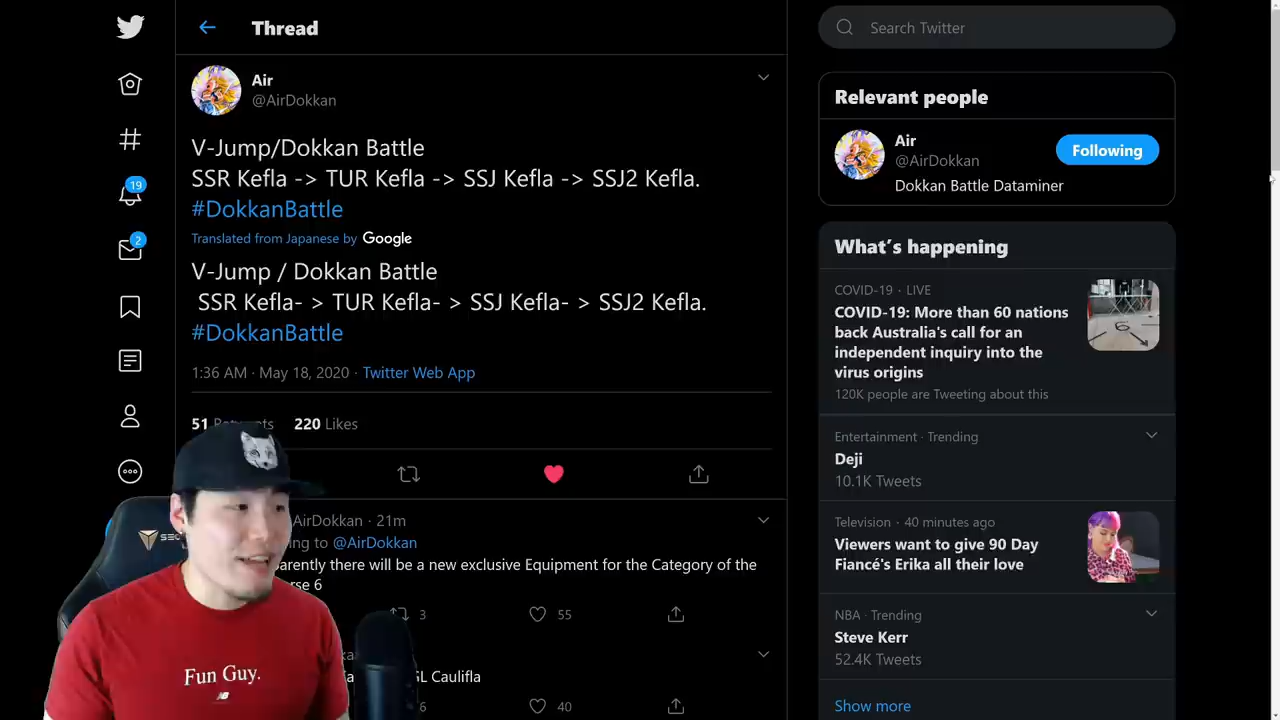 Thread
Search Twitter
Air
@AirDokkan
V-Jump/Dokkan Battle
SSR Kefla -> TUR Kefla -> SSJ Kefla -> SSJ2 Kefla.
#DokkanBattle
Translated from Japanese by Google
V-Jump / Dokkan Battle
SSR Kefla- > TUR Kefla- > SSJ Kefla- > SSJ2 Kefla.
#DokkanBattle
1:36 AM · May 18, 2020 · Twitter Web App
51 Retweets 220 Likes
19
2
AirDokkan · 21m
to @AirDokkan
there will be a new exclusive Equipment for the Category of the
6
3 55
Caulifla
6 40
SEC
Fun Guy.
Relevant people
Air
@AirDokkan
Following
Dokkan Battle Dataminer
What's happening
COVID-19 · LIVE
COVID-19: More than 60 nations
back Australia's call for an
independent inquiry into the
virus origins
120K people are Tweeting about this
6
Entertainment · Trending
Deji
10.1K Tweets
Television · 40 minutes ago
Viewers want to give 90 Day
Fiancé's Erika all their love
NBA · Trending
Steve Kerr
52.4K Tweets
Show more